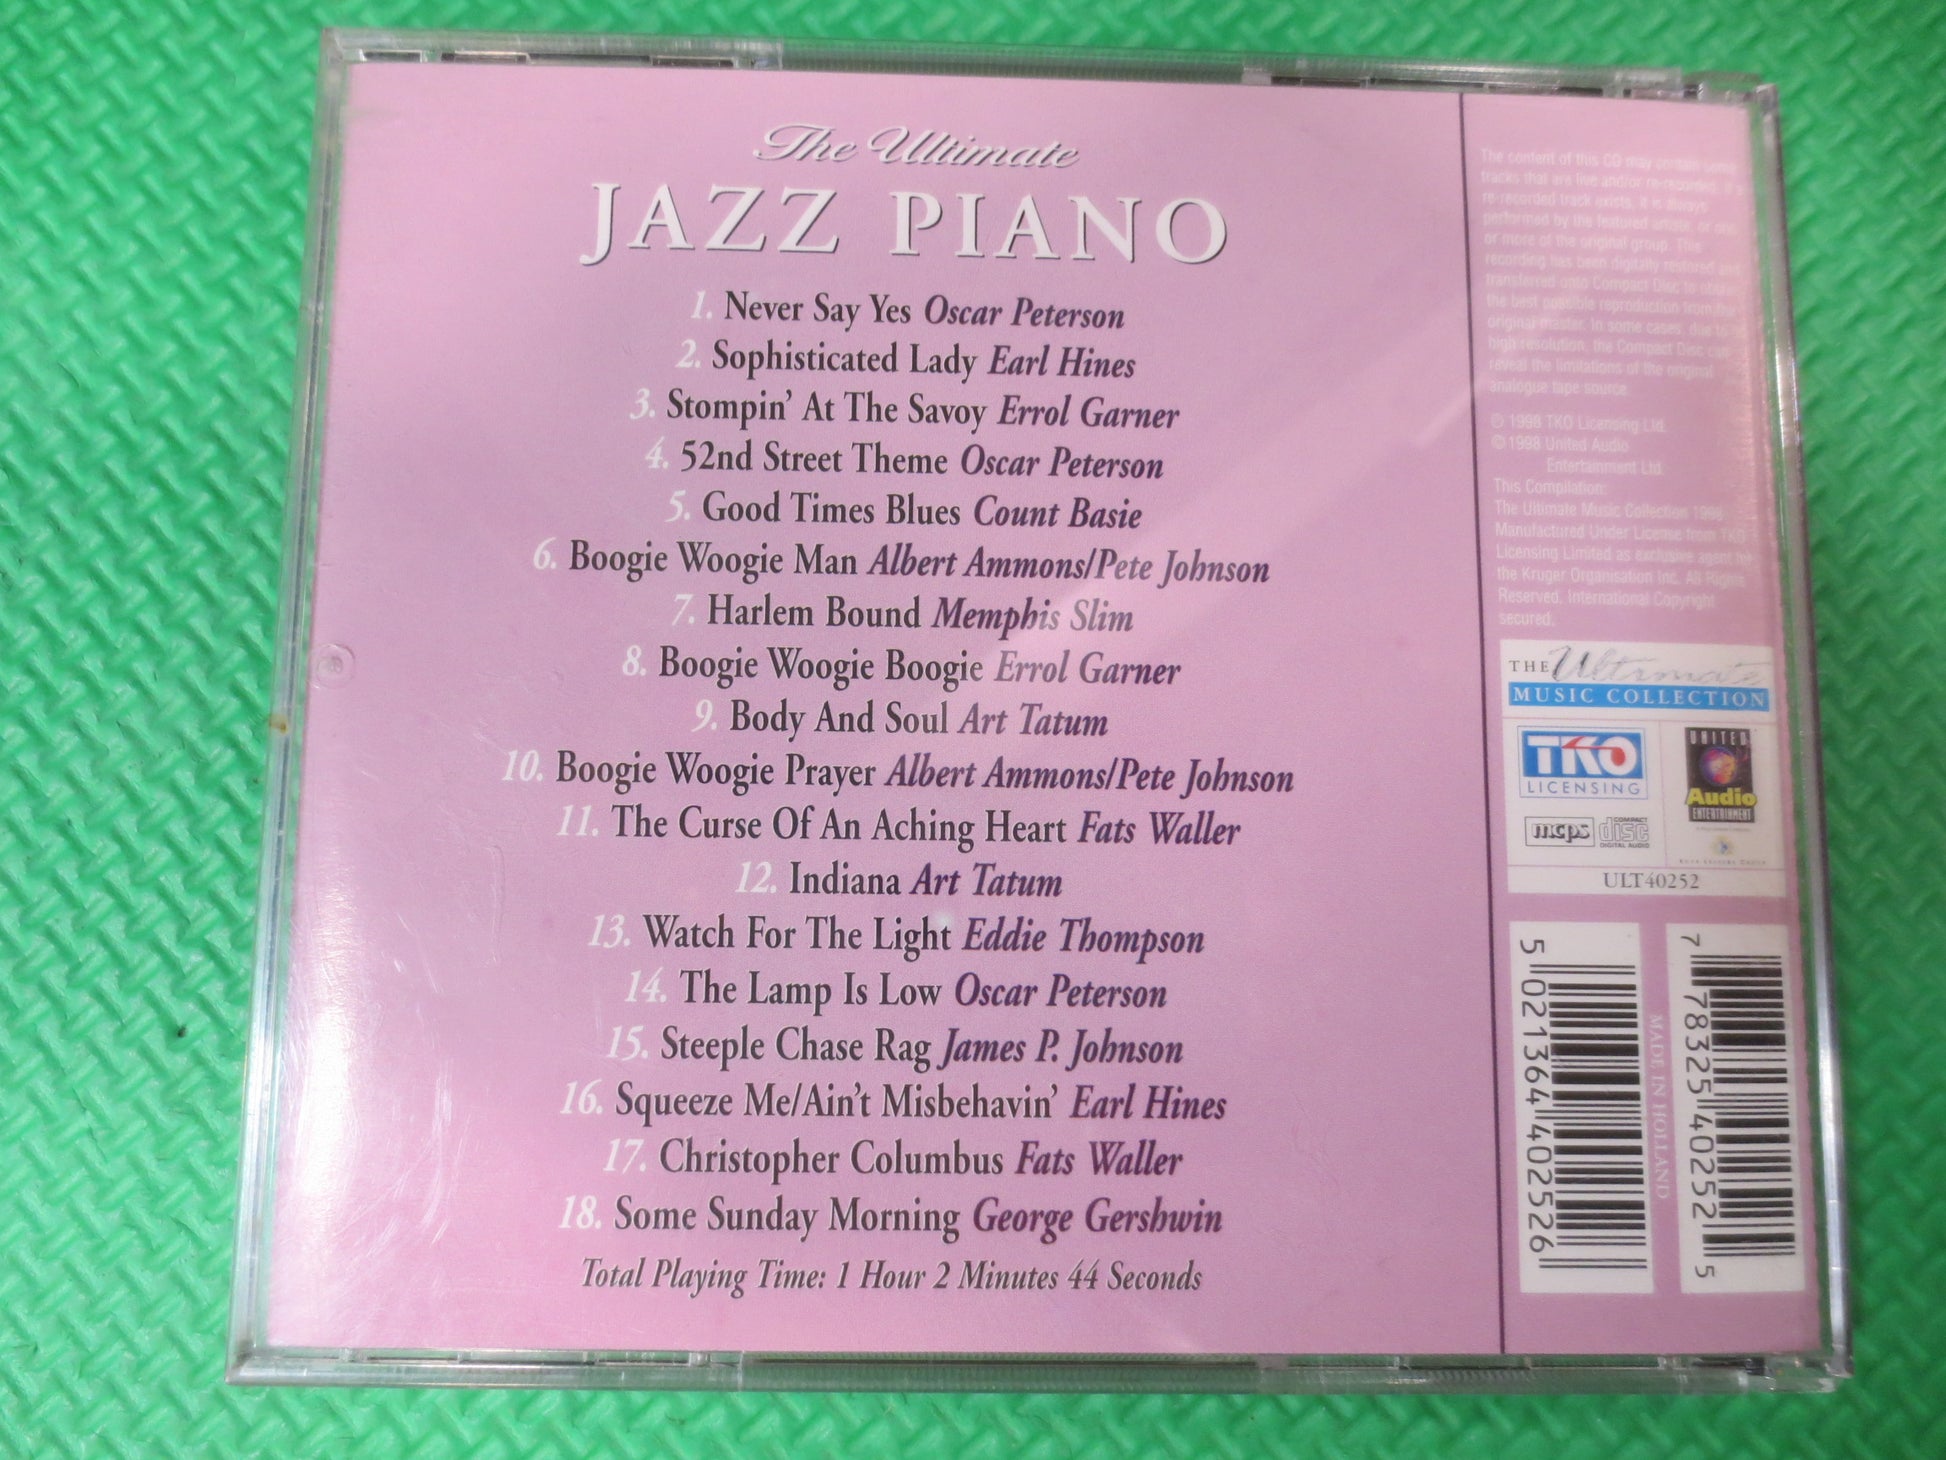 The Ultimate
JAZZ PIANO
1. Never Say Yes Oscar Peterson
2. Sophisticated Lady Earl Hines
3. Stompin' At The Savoy Errol Garner
4. 52nd Street Theme Oscar Peterson
5. Good Times Blues Count Basie
6. Boogie Woogie Man Albert Ammons/Pete Johnson
7. Harlem Bound Memphis Slim
8. Boogie Woogie Boogie Errol Garner
9. Body And Soul Art Tatum
10. Boogie Woogie Prayer Albert Ammons/Pete Johnson
11. The Curse Of An Aching Heart Fats Waller
12. Indiana Art Tatum
13. Watch For The Light Eddie Thompson
14. The Lamp Is Low Oscar Peterson
15. Steeple Chase Rag James P. Johnson
16. Squeeze Me/Ain't Misbehavin' Earl Hines
17. Christopher Columbus Fats Waller
18. Some Sunday Morning George Gershwin
Total Playing Time: 1 Hour 2 Minutes 44 Seconds
The content of this CD may contain some
tracks that are live and/or re-recorded. If a
re-recorded track exists, it is always
performed by the featured artiste, or one
or more of the original group. This
recording has been digitally restored and
transferred onto Compact Disc to obtain
the best possible reproduction from the
original master. In some cases, due to
high resolution, the Compact Disc can
reveal the limitations of the original
analogue tape source.
℗ 1998 TKO Licensing Ltd.
© 1998 United Audio
Entertainment Ltd.
This Compilation:
The Ultimate Music Collection 1998
Manufactured Under License from TKO
Licensing Limited as exclusive agent for
the Kruger Organisation Inc. All Rights
Reserved. International Copyright
secured.
THE Ultimate
MUSIC COLLECTION
TKO
LICENSING
UNITED
Audio
ENTERTAINMENT
mcps
COMPACT
disc
DIGITAL AUDIO
ULT40252
5 021364 402526
MADE IN HOLLAND
7 78325 40252 5